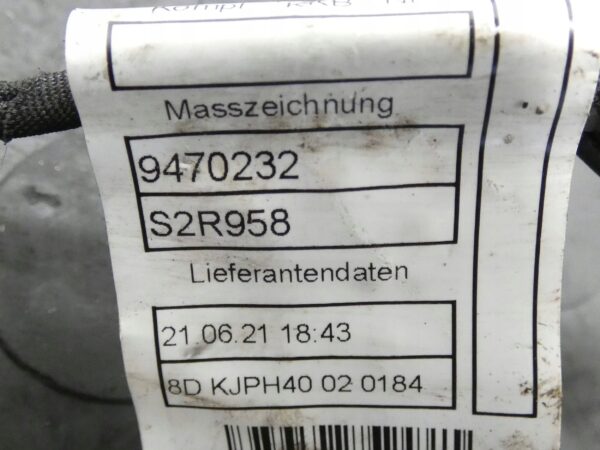 Masszeichnung
9470232
S2R958
Lieferantendaten
21.06.21 18:43
8D KJPH40 02 0184